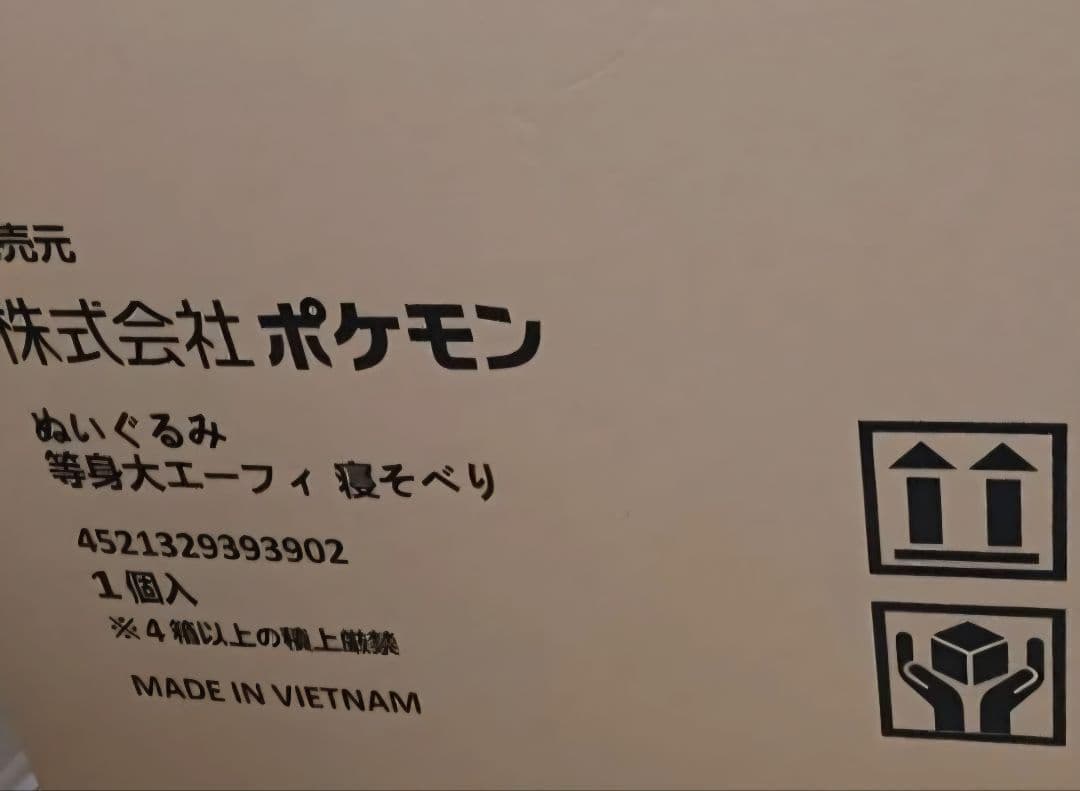 売元
株式会社ポケモン
ぬいぐるみ
等身大エーフィ 寝そべり
4521329393902
1個入
※4箱以上の積上厳禁
MADE IN VIETNAM